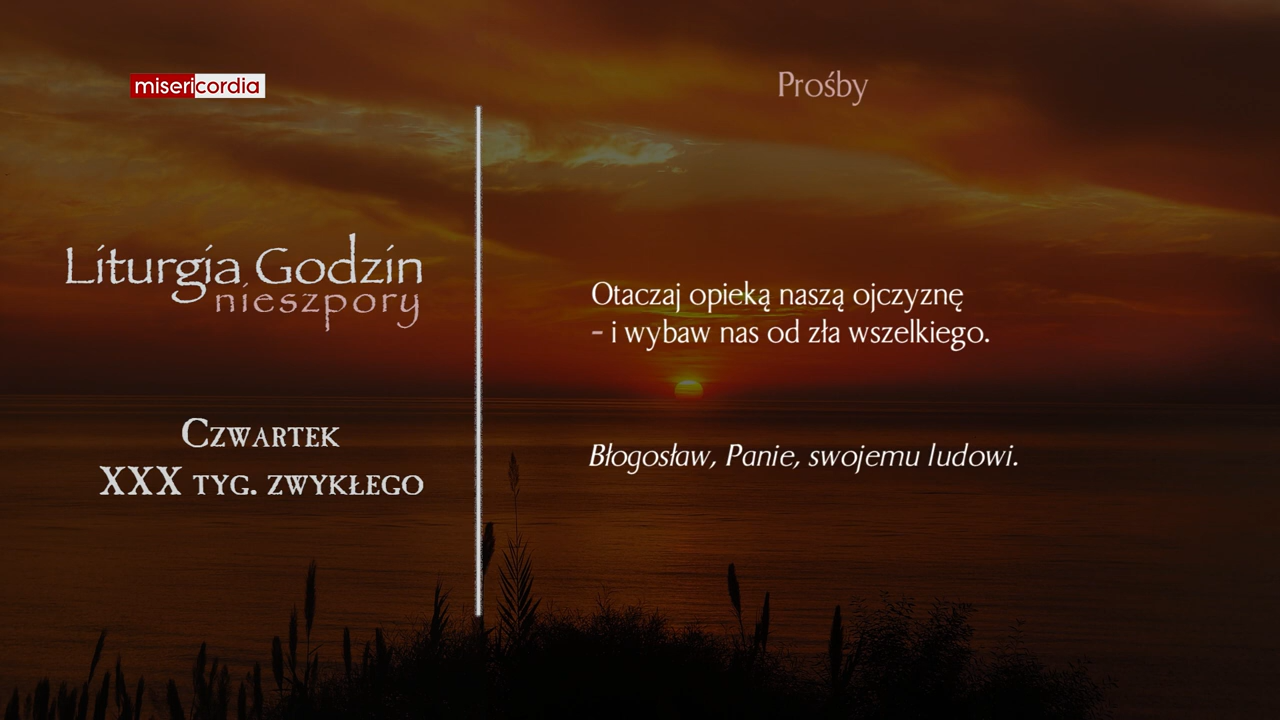 misericordia
Prośby
Liturgia Godzin
nieszpory
Otaczaj opieką naszą ojczyznę
– i wybaw nas od zła wszelkiego.
Czwartek
XXX tyg. zwykłego
Błogosław, Panie, swojemu ludowi.